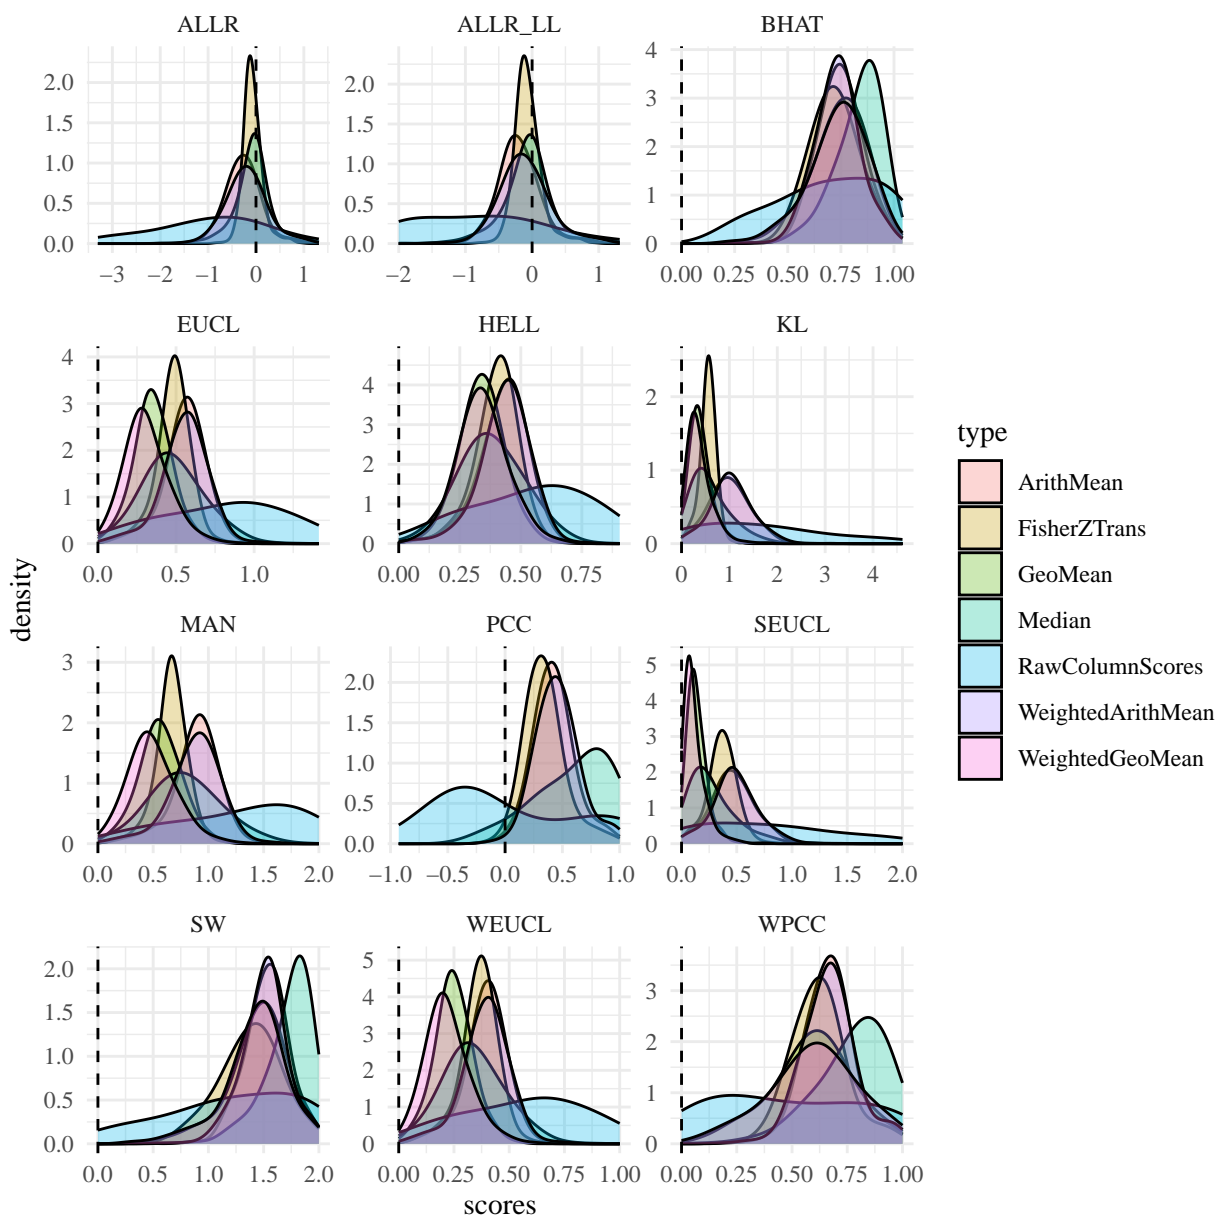 ALLR ALLR_LL BHAT
2.0
1.5
1.0
0.5
0.0
−3 −2 −1 0 1
2.0
1.5
1.0
0.5
0.0
−2 −1 0 1
4
3
2
1
0
0.00 0.25 0.50 0.75 1.00
EUCL HELL KL
4
3
2
1
0
0.0 0.5 1.0
4
3
2
1
0
0.00 0.25 0.50 0.75
2
1
0
0 1 2 3 4
MAN PCC SEUCL
3
2
1
0
0.0 0.5 1.0 1.5 2.0
2.0
1.5
1.0
0.5
0.0
−1.0 −0.5 0.0 0.5 1.0
5
4
3
2
1
0
0.0 0.5 1.0 1.5 2.0
SW WEUCL WPCC
2.0
1.5
1.0
0.5
0.0
0.0 0.5 1.0 1.5 2.0
5
4
3
2
1
0
0.00 0.25 0.50 0.75 1.00
3
2
1
0
0.00 0.25 0.50 0.75 1.00
density
scores
type
ArithMean
FisherZTrans
GeoMean
Median
RawColumnScores
WeightedArithMean
WeightedGeoMean